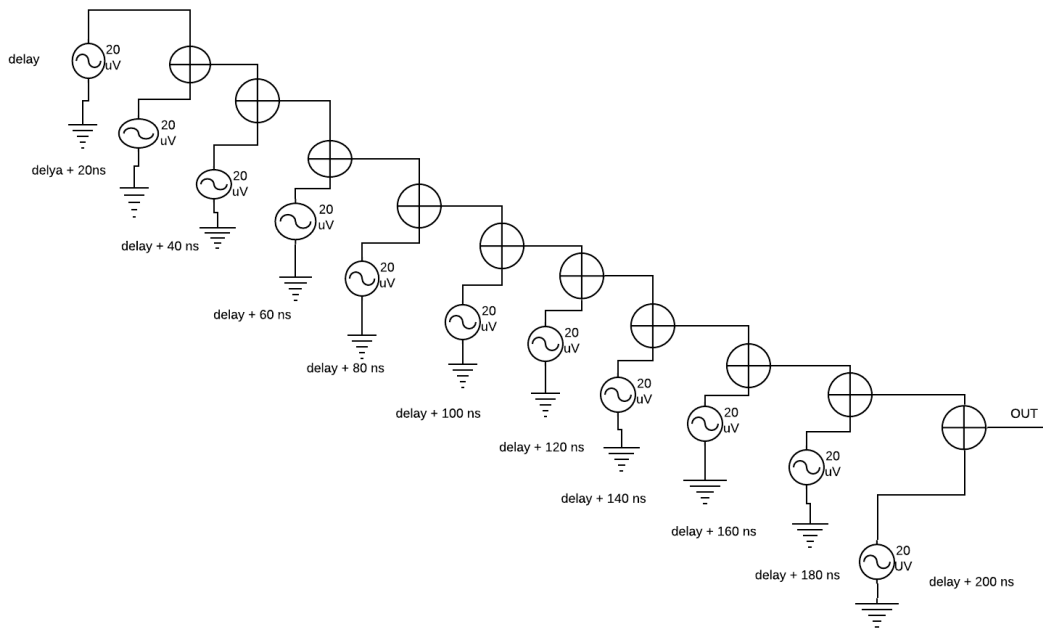 delay
20
uV
20
uV
delya + 20ns
20
uV
delay + 40 ns
20
uV
delay + 60 ns
20
uV
delay + 80 ns
20
uV
delay + 100 ns
20
uV
delay + 120 ns
20
uV
delay + 140 ns
20
uV
delay + 160 ns
20
uV
delay + 180 ns
OUT
20
UV
delay + 200 ns